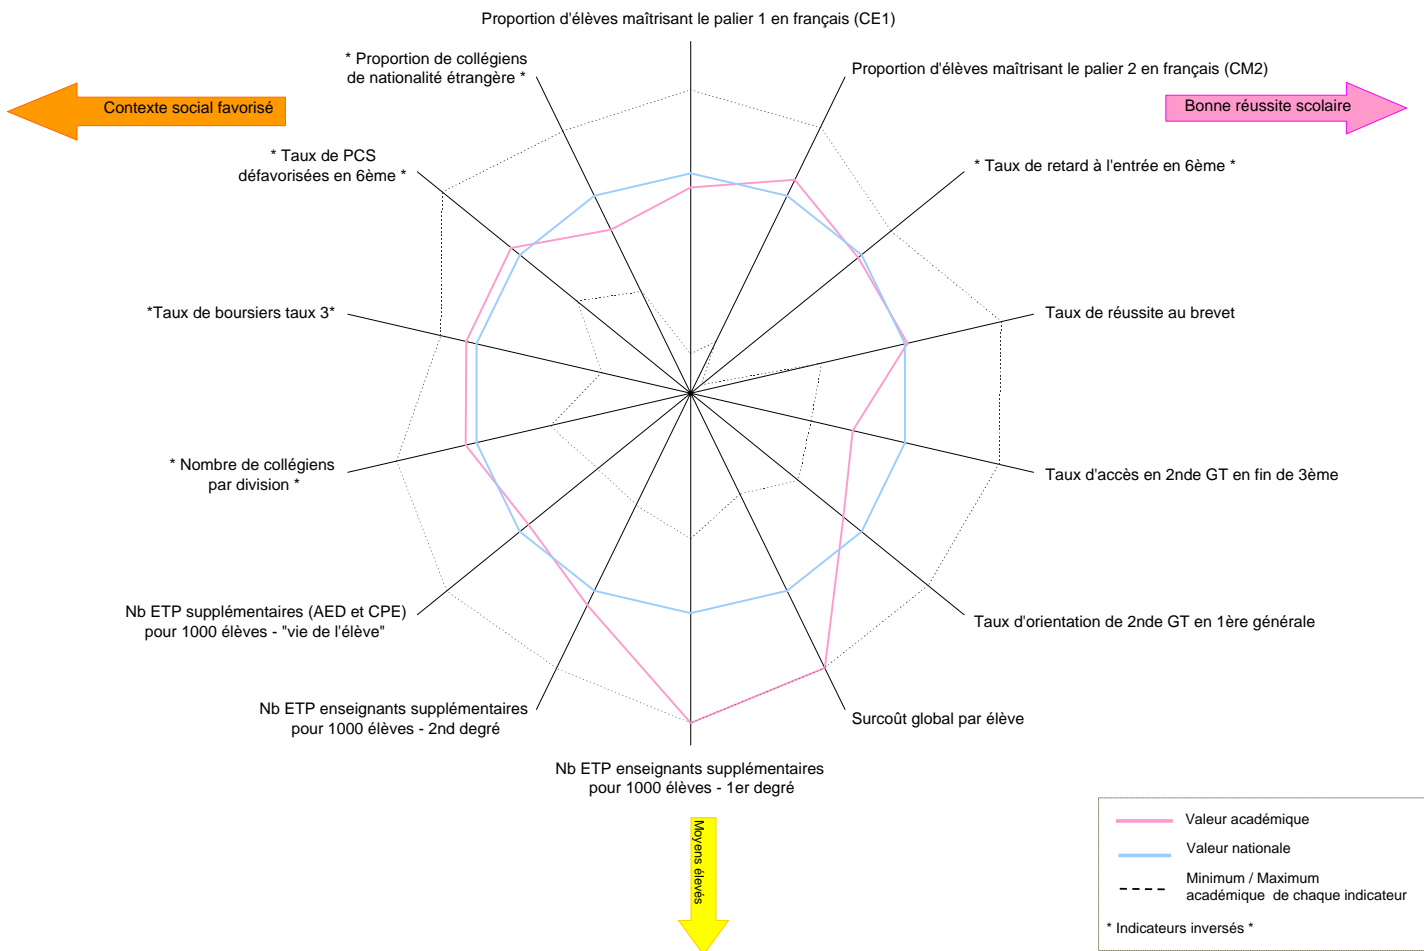 Proportion d'élèves maîtrisant le palier 1 en français (CE1)
* Proportion de collégiens
de nationalité étrangère *
Proportion d'élèves maîtrisant le palier 2 en français (CM2)
Contexte social favorisé
Bonne réussite scolaire
* Taux de PCS
défavorisées en 6ème *
* Taux de retard à l'entrée en 6ème *
*Taux de boursiers taux 3*
Taux de réussite au brevet
* Nombre de collégiens
par division *
Taux d'accès en 2nde GT en fin de 3ème
Nb ETP supplémentaires (AED et CPE)
pour 1000 élèves - "vie de l'élève"
Taux d'orientation de 2nde GT en 1ère générale
Nb ETP enseignants supplémentaires
pour 1000 élèves - 2nd degré
Surcoût global par élève
Nb ETP enseignants supplémentaires
pour 1000 élèves - 1er degré
Moyens élevés
Valeur académique
Valeur nationale
Minimum / Maximum
académique de chaque indicateur
* Indicateurs inversés *